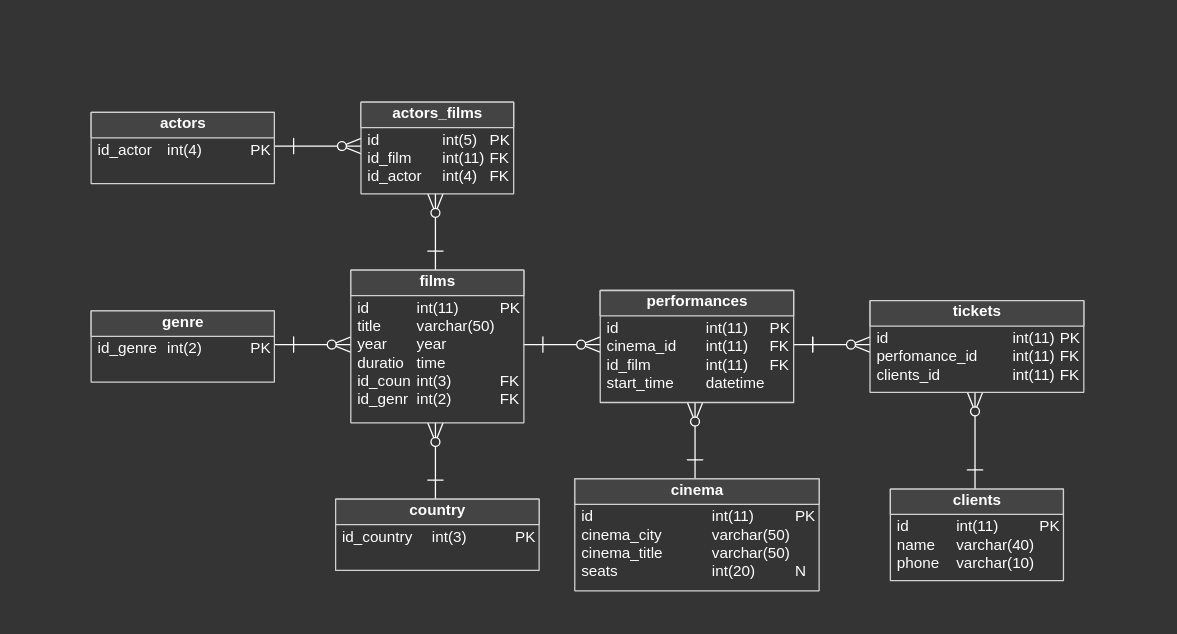 actors
id_actor int(4) PK
actors_films
id int(5) PK
id_film int(11) FK
id_actor int(4) FK
genre
id_genre int(2) PK
films
id int(11) PK
title varchar(50)
year year
duratio time
id_coun int(3) FK
id_genr int(2) FK
performances
id int(11) PK
cinema_id int(11) FK
id_film int(11) FK
start_time datetime
tickets
id int(11) PK
perfomance_id int(11) FK
clients_id int(11) FK
country
id_country int(3) PK
cinema
id int(11) PK
cinema_city varchar(50)
cinema_title varchar(50)
seats int(20) N
clients
id int(11) PK
name varchar(40)
phone varchar(10)